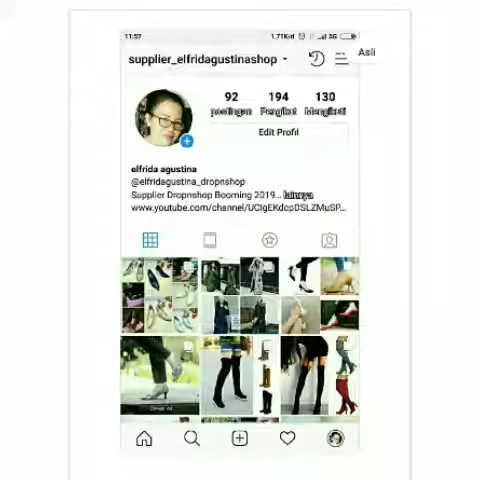 11:57 1.71K/d 3G
supplier_elfridagustinashop
Asli
92 194 130
postingan Pengikut Mengikuti
Edit Profil
elfrida agustina
@elfridagustina_dropnshop
Supplier Dropnshop Booming 2019... lainnya
www.youtube.com/channel/